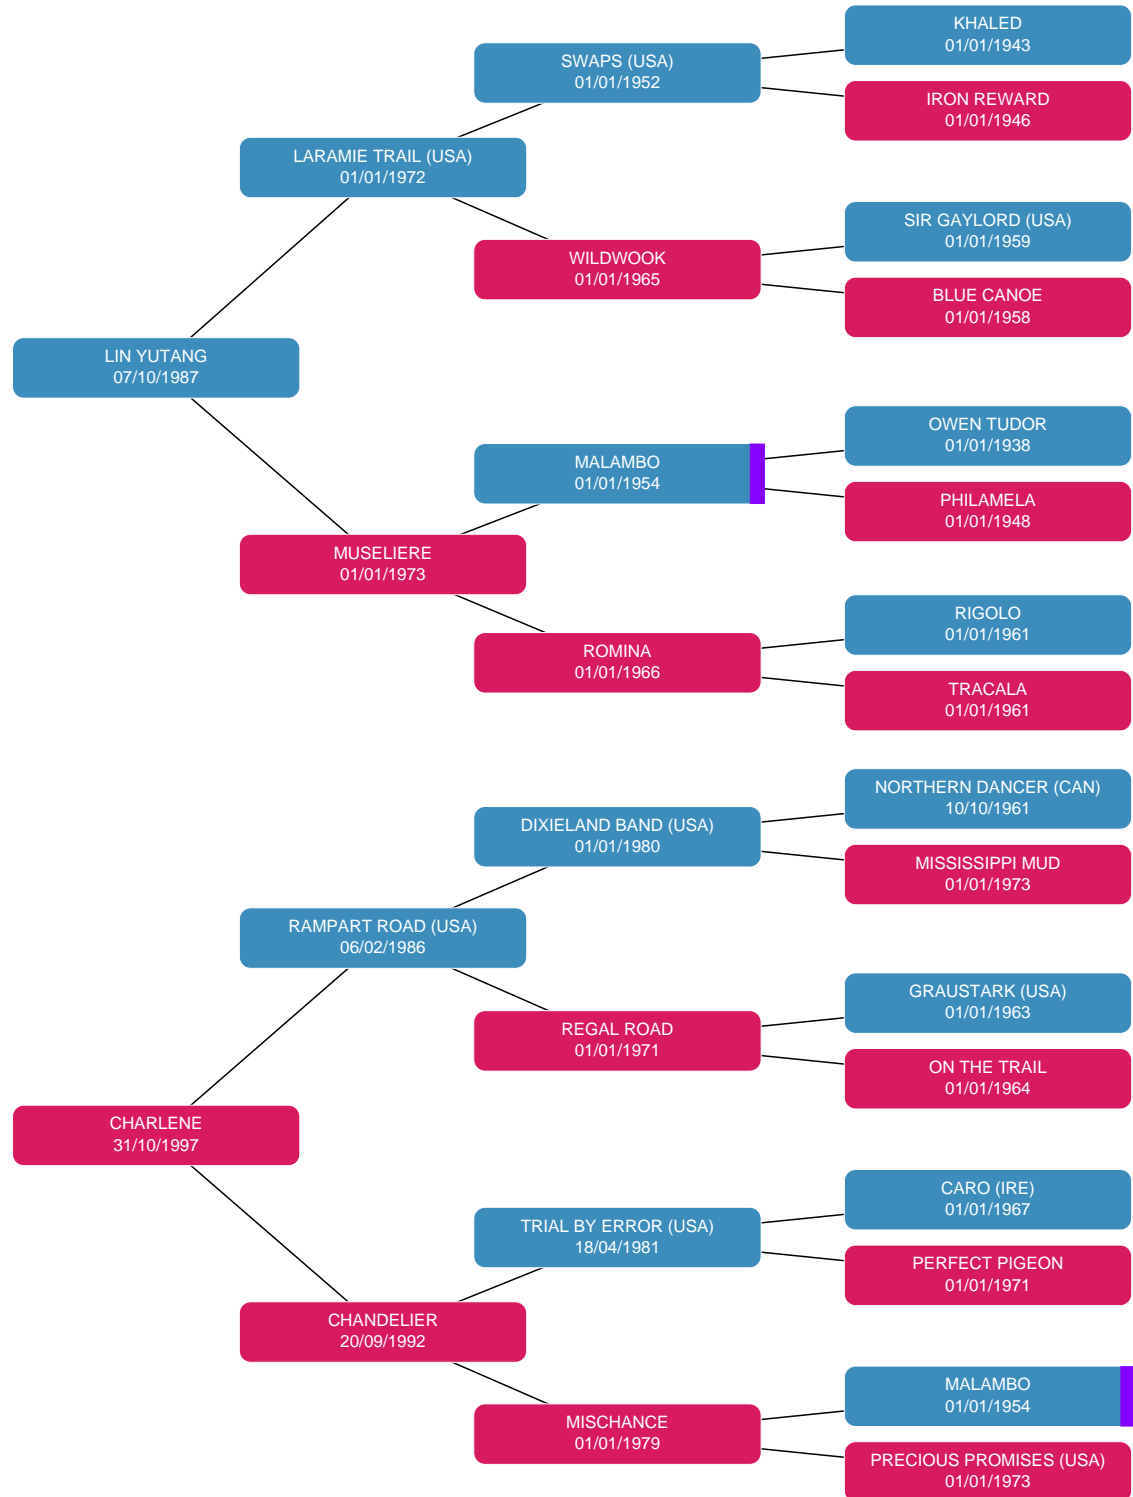 KHALED
01/01/1943
SWAPS (USA)
01/01/1952
IRON REWARD
01/01/1946
LARAMIE TRAIL (USA)
01/01/1972
SIR GAYLORD (USA)
01/01/1959
WILDWOOK
01/01/1965
BLUE CANOE
01/01/1958
LIN YUTANG
07/10/1987
OWEN TUDOR
01/01/1938
MALAMBO
01/01/1954
PHILAMELA
01/01/1948
MUSELIERE
01/01/1973
RIGOLO
01/01/1961
ROMINA
01/01/1966
TRACALA
01/01/1961
NORTHERN DANCER (CAN)
10/10/1961
DIXIELAND BAND (USA)
01/01/1980
MISSISSIPPI MUD
01/01/1973
RAMPART ROAD (USA)
06/02/1986
GRAUSTARK (USA)
01/01/1963
REGAL ROAD
01/01/1971
ON THE TRAIL
01/01/1964
CHARLENE
31/10/1997
CARO (IRE)
01/01/1967
TRIAL BY ERROR (USA)
18/04/1981
PERFECT PIGEON
01/01/1971
CHANDELIER
20/09/1992
MALAMBO
01/01/1954
MISCHANCE
01/01/1979
PRECIOUS PROMISES (USA)
01/01/1973